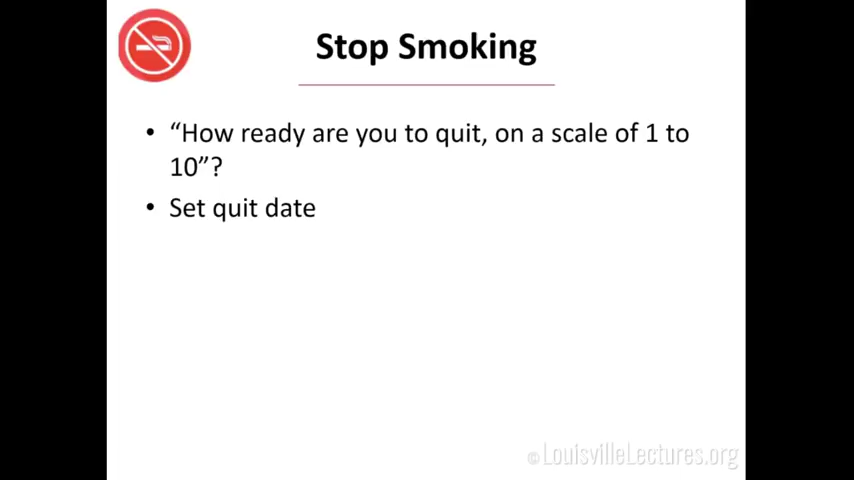 Stop Smoking
• “How ready are you to quit, on a scale of 1 to
10”?
• Set quit date
© LouisvilleLectures.org